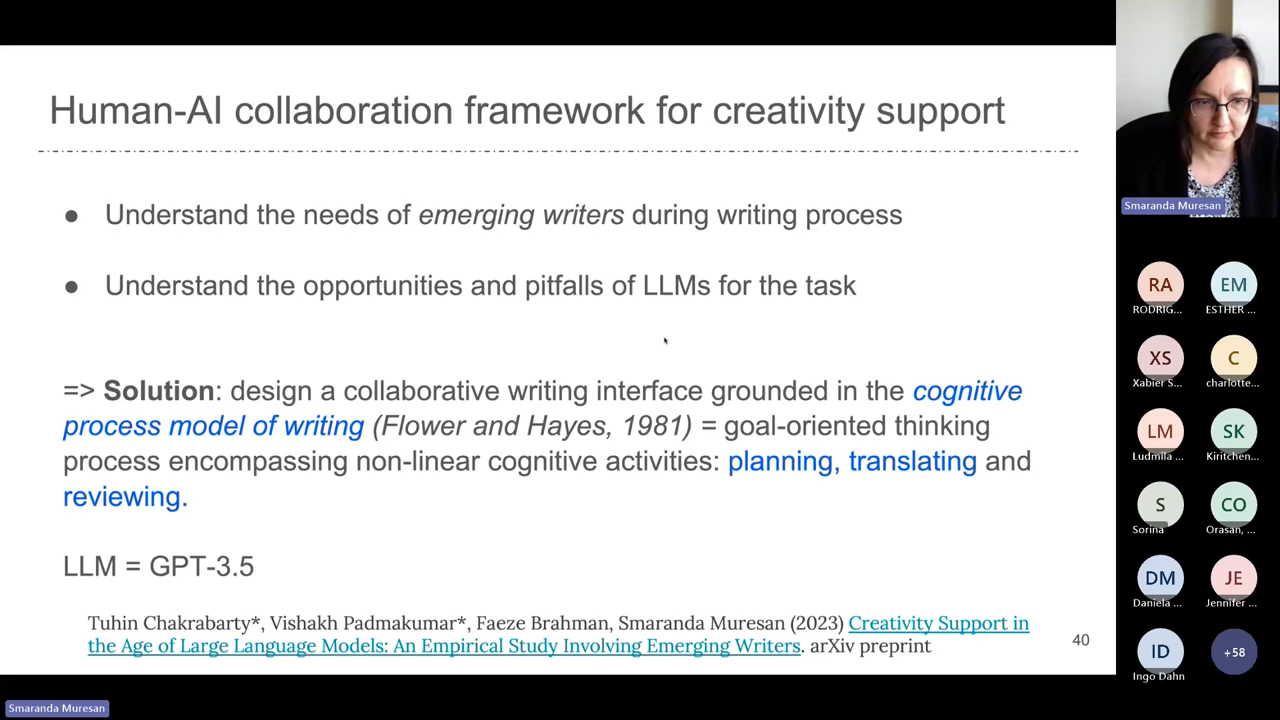 Human-AI collaboration framework for creativity support
● Understand the needs of emerging writers during writing process
● Understand the opportunities and pitfalls of LLMs for the task
=> Solution: design a collaborative writing interface grounded in the cognitive
process model of writing (Flower and Hayes, 1981) = goal-oriented thinking
process encompassing non-linear cognitive activities: planning, translating and
reviewing.
LLM = GPT-3.5
Tuhin Chakrabarty*, Vishakh Padmakumar*, Faeze Brahman, Smaranda Muresan (2023) Creativity Support in
the Age of Large Language Models: An Empirical Study Involving Emerging Writers. arXiv preprint
40
Smaranda Muresan
RA
EM
RODRIG...
ESTHER ...
XS
C
Xabier S...
charlotte...
LM
SK
Ludmila ...
Kiritchen...
S
CO
Sorina
Orasan, ...
DM
JE
Daniela ...
Jennifer ...
ID
+58
Ingo Dahn
Smaranda Muresan